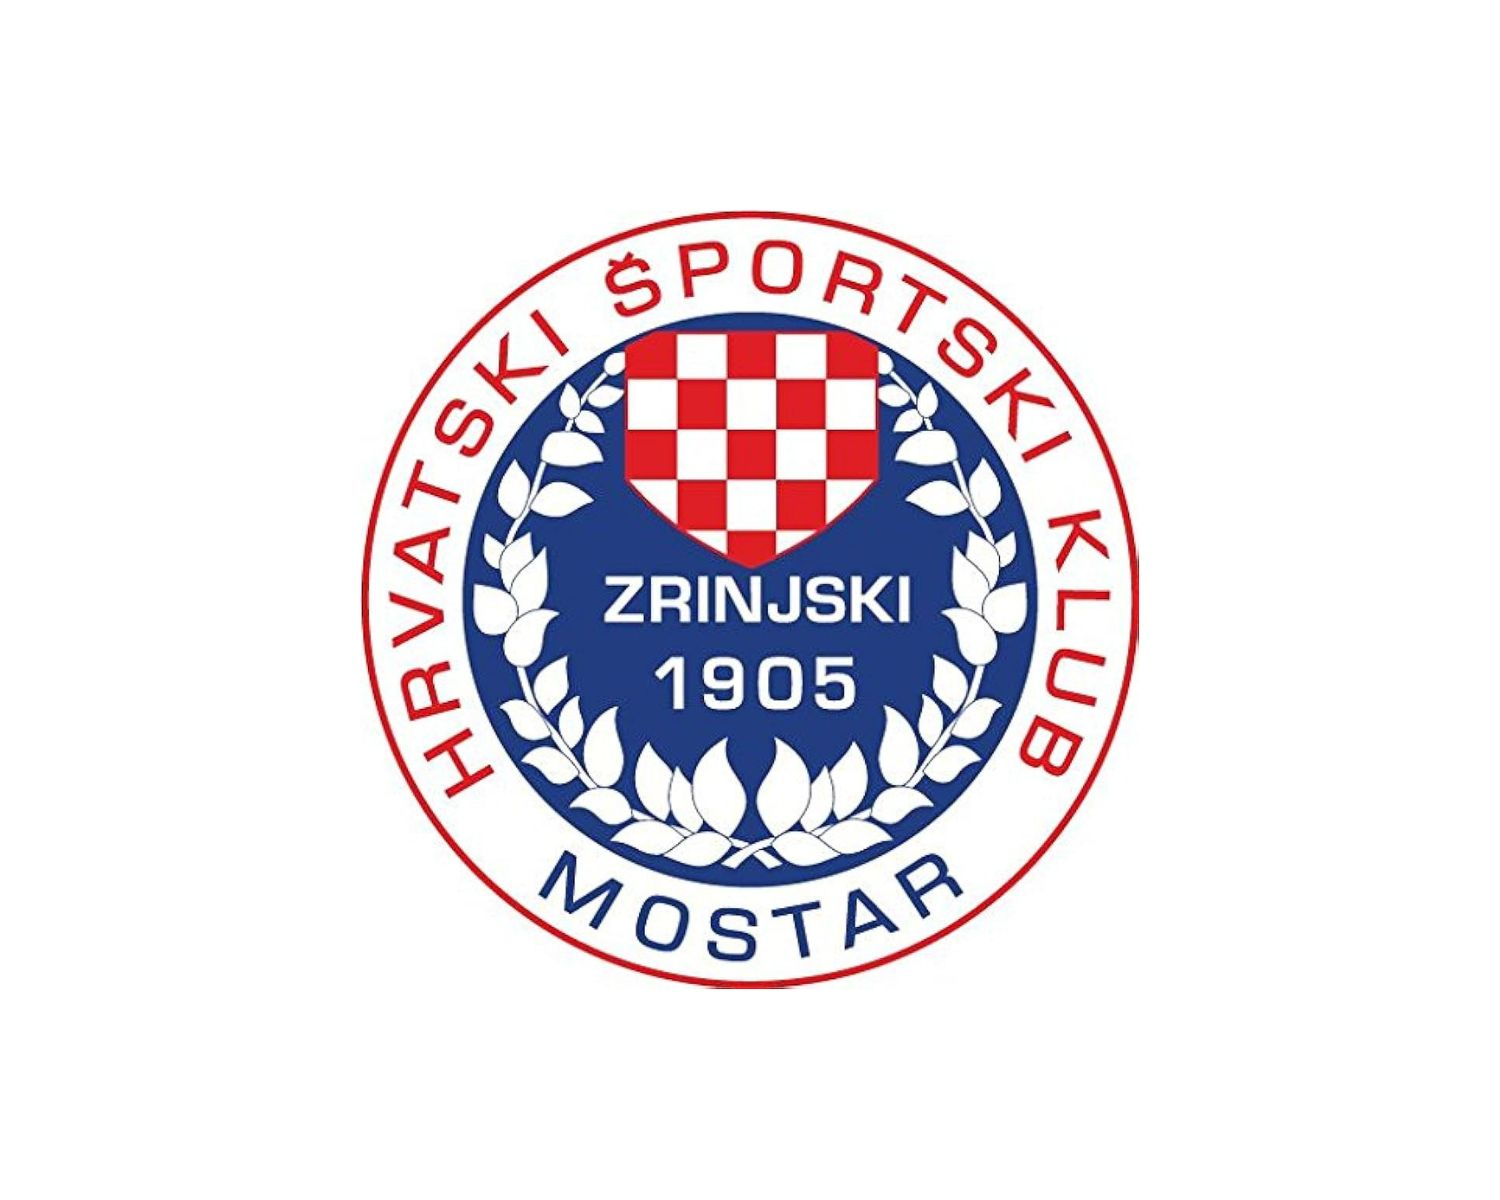 HRVATSKI ŠPORTSKI KLUB
ZRINJSKI
1905
MOSTAR